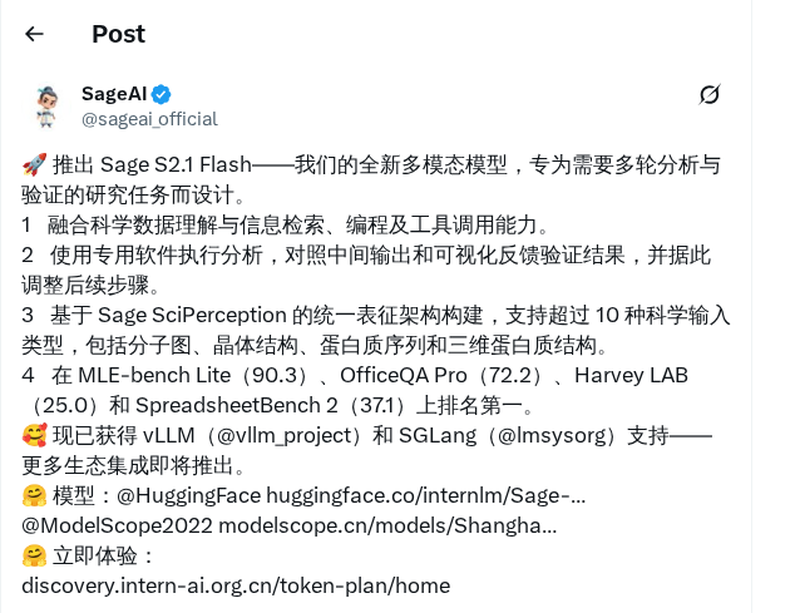 Post
SageAI
@sageai_official
🚀 推出 Sage S2.1 Flash——我们的全新多模态模型，专为需要多轮分析与
验证的研究任务而设计。
1 融合科学数据理解与信息检索、编程及工具调用能力。
2 使用专用软件执行分析，对照中间输出和可视化反馈验证结果，并据此
调整后续步骤。
3 基于 Sage SciPerception 的统一表征架构构建，支持超过 10 种科学输入
类型，包括分子图、晶体结构、蛋白质序列和三维蛋白质结构。
4 在 MLE-bench Lite（90.3）、OfficeQA Pro（72.2）、Harvey LAB
（25.0）和 SpreadsheetBench 2（37.1）上排名第一。
🥰 现已获得 vLLM（@vllm_project）和 SGLang（@lmsysorg）支持——
更多生态集成即将推出。
🤗 模型：@HuggingFace huggingface.co/internlm/Sage-...
@ModelScope2022 modelscope.cn/models/Shangha...
🤗 立即体验：
discovery.intern-ai.org.cn/token-plan/home